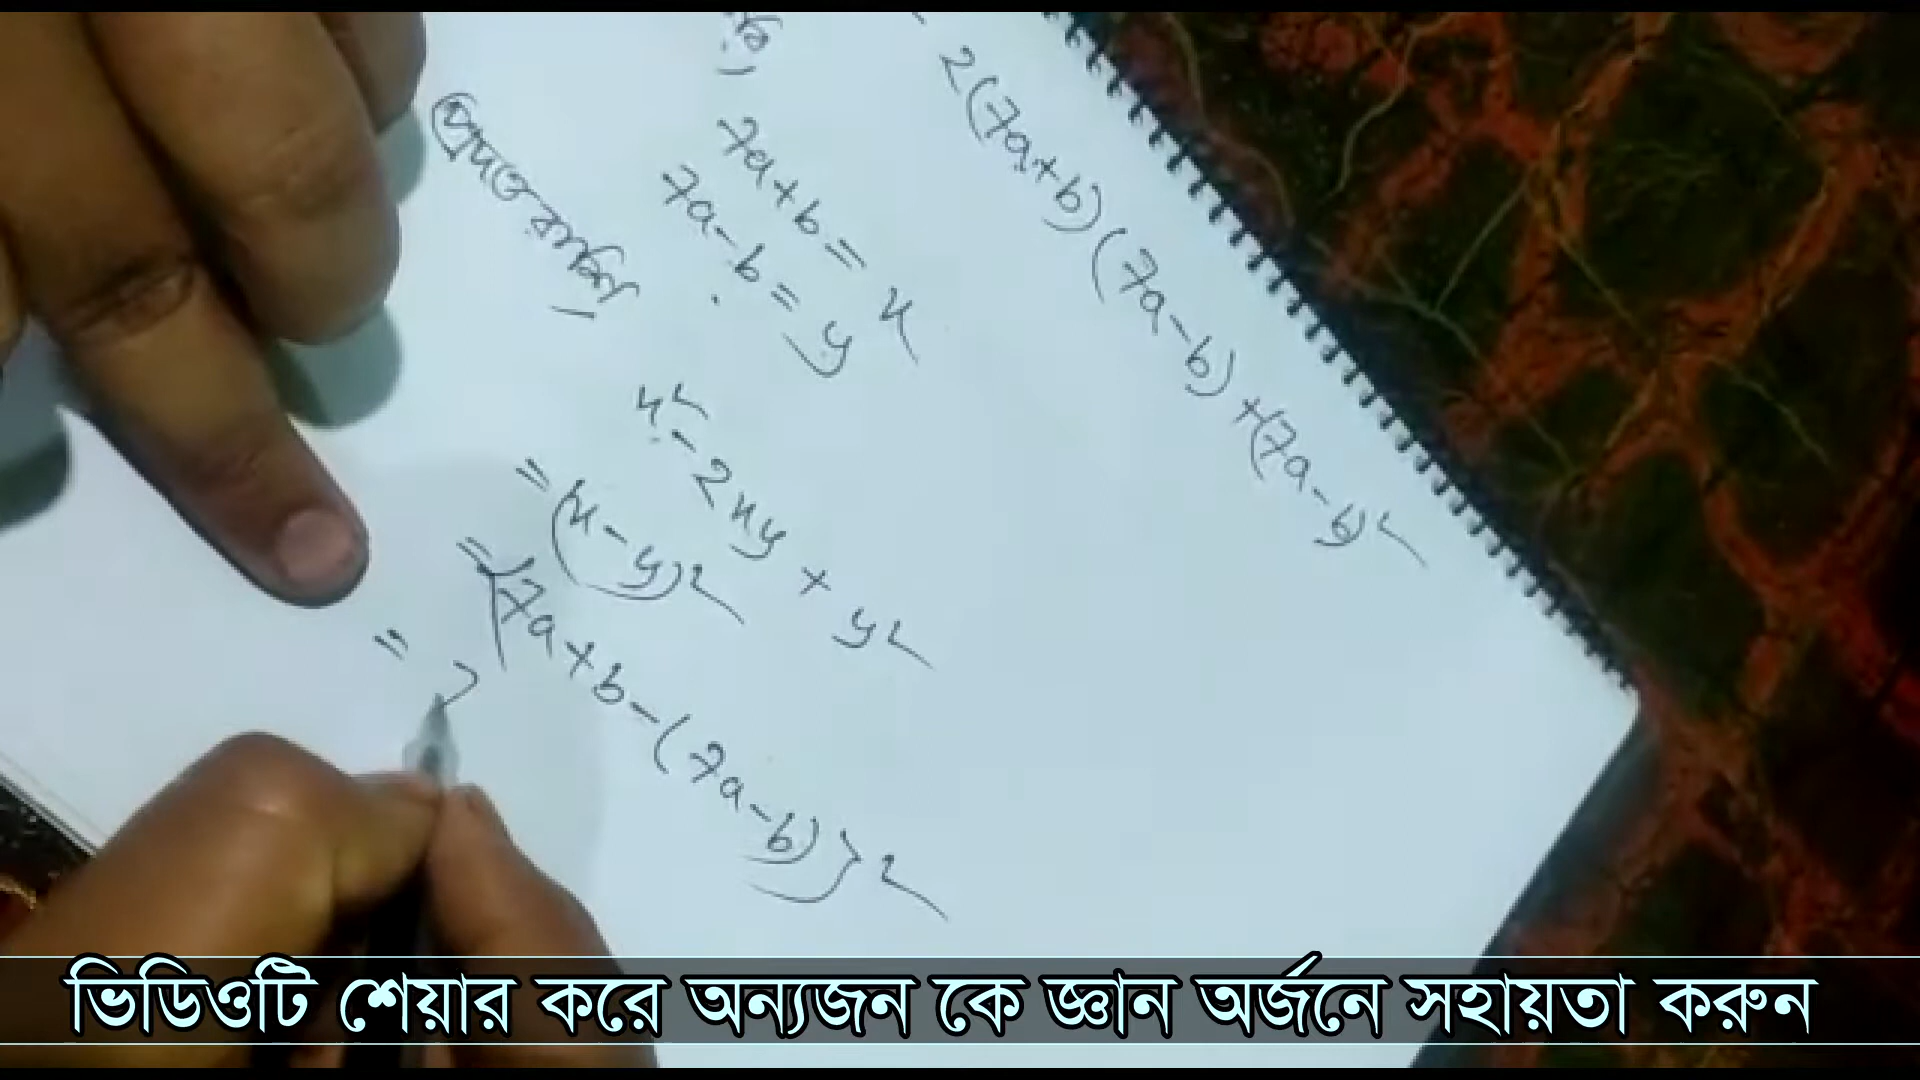 - 2(7a+b)(7a-b)+(7a-b)²
7a+b=x
7a-b=y
প্রদত্ত রাশি,
x²-2xy+y²
=(x-y)²
={7a+b-(7a-b)}²
=
ভিডিওটি শেয়ার করে অন্যজন কে জ্ঞান অর্জনে সহায়তা করুন